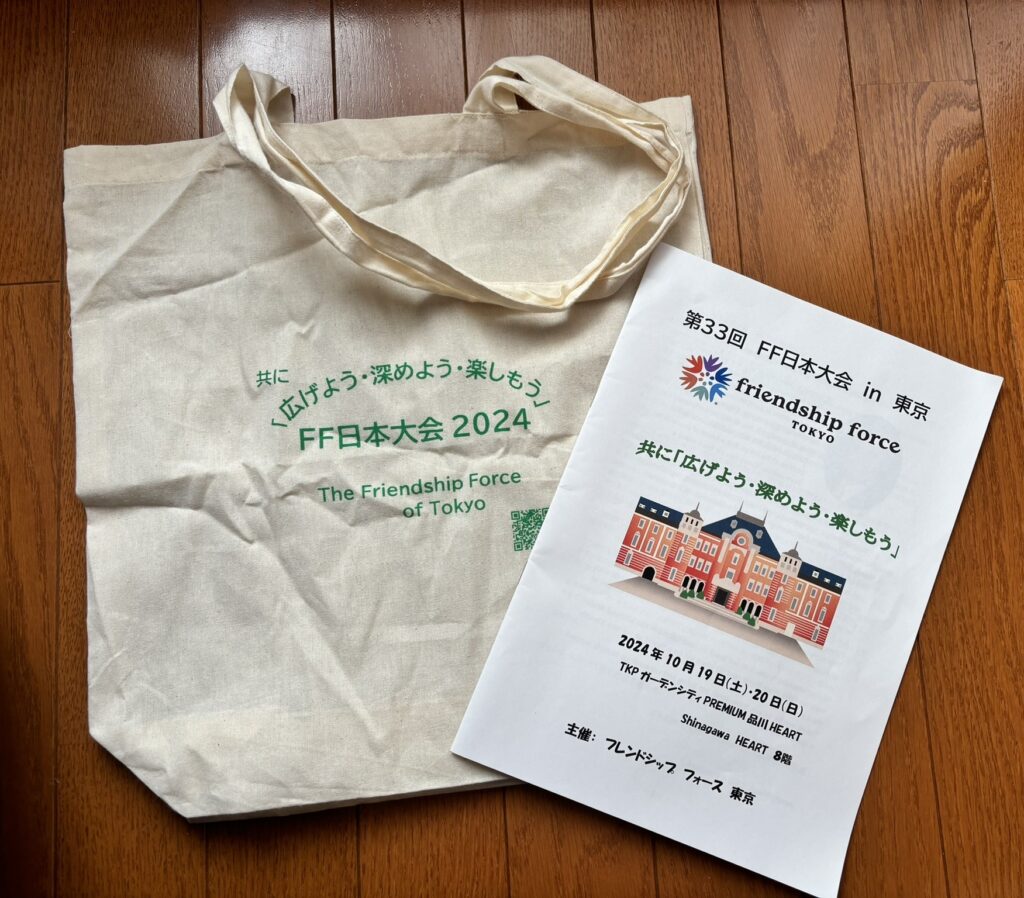 共に
「広げよう・深めよう・楽しもう」
FF日本大会 2024
The Friendship Force
of Tokyo
第33回 FF日本大会 in 東京
friendship force
TOKYO
共に「広げよう・深めよう・楽しもう」
2024年10月19日(土)・20日(日)
TKPガーデンシティPREMIUM品川HEART
Shinagawa HEART 8階
主催: フレンドシップ フォース 東京